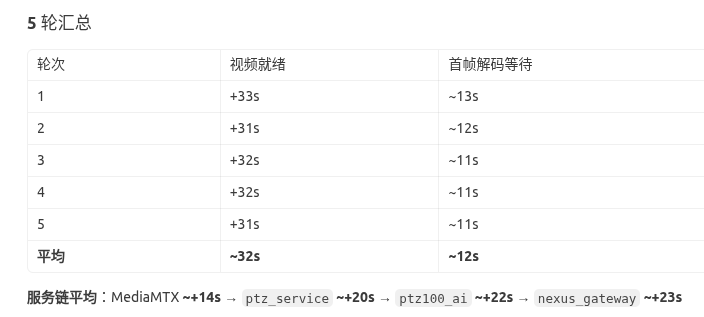 5 轮汇总
轮次 视频就绪 首帧解码等待
1 +33s ~13s
2 +31s ~12s
3 +32s ~11s
4 +32s ~11s
5 +31s ~11s
平均 ~32s ~12s
服务链平均：MediaMTX ~+14s → ptz_service ~+20s → ptz100_ai ~+22s → nexus_gateway ~+23s